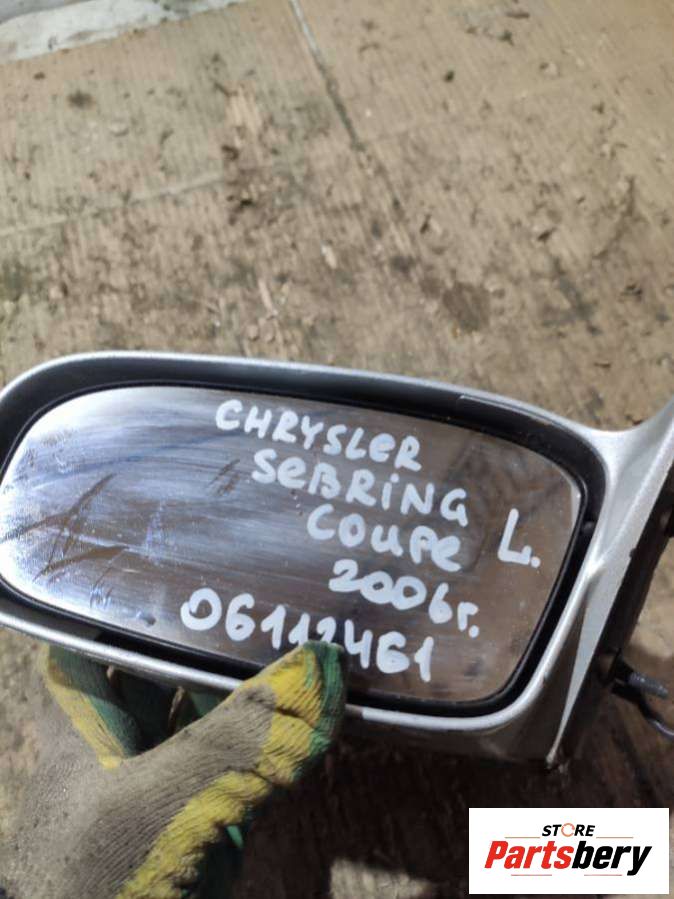 CHRYSLER
SEBRING
COUPE L.
2006г.
06112461
STORE
Partsbery